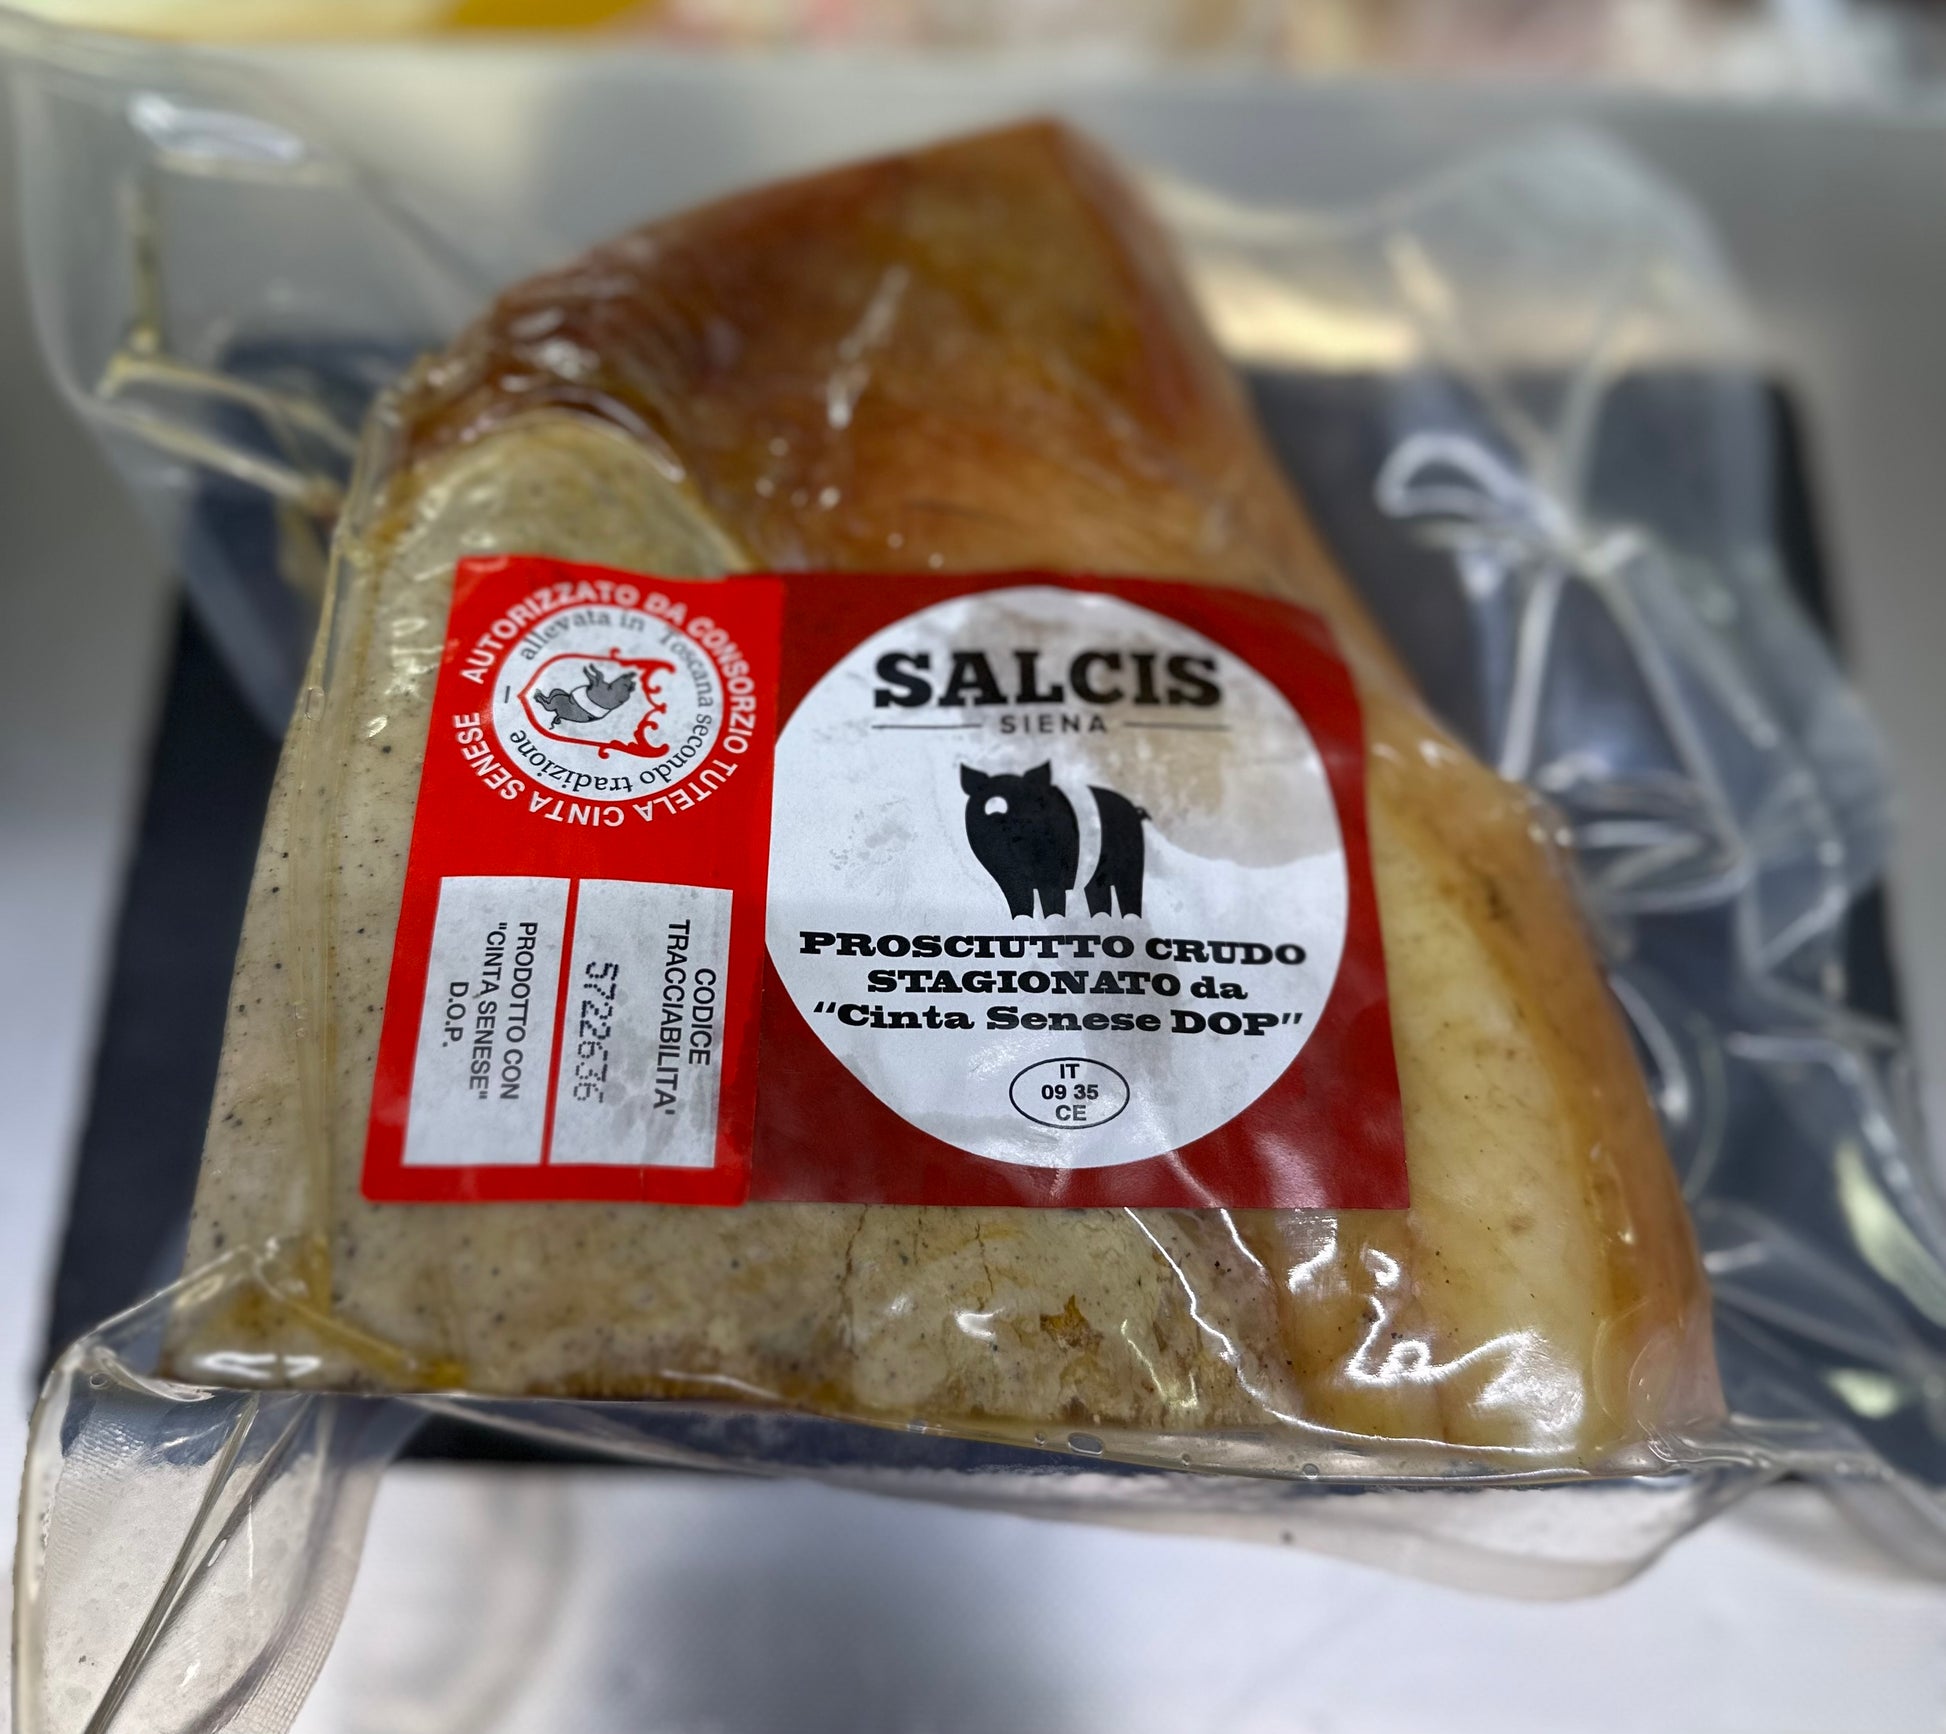 AUTORIZZATO DA CONSORZIO TUTELA CINTA SENESE
allevata in Toscana secondo tradizione –
CODICE
TRACCIABILITA'
5722636
PRODOTTO CON
"CINTA SENESE"
D.O.P.
SALCIS
SIENA
PROSCIUTTO CRUDO
STAGIONATO da
“Cinta Senese DOP”
IT
09 35
CE